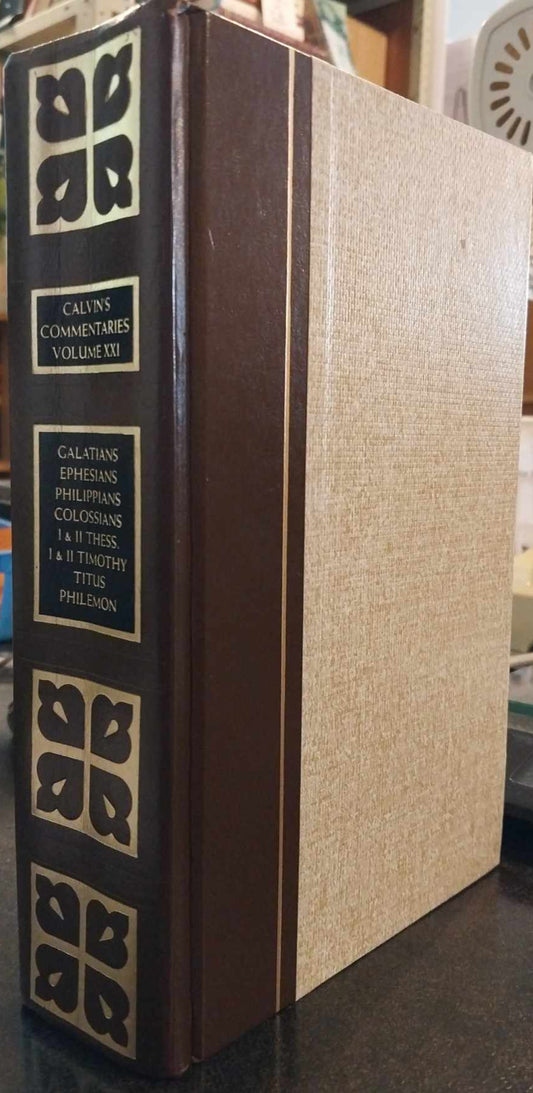 CALVIN'S
COMMENTARIES
VOLUME XXI
GALATIANS
EPHESIANS
PHILIPPIANS
COLOSSIANS
I & II THESS.
I & II TIMOTHY
TITUS
PHILEMON